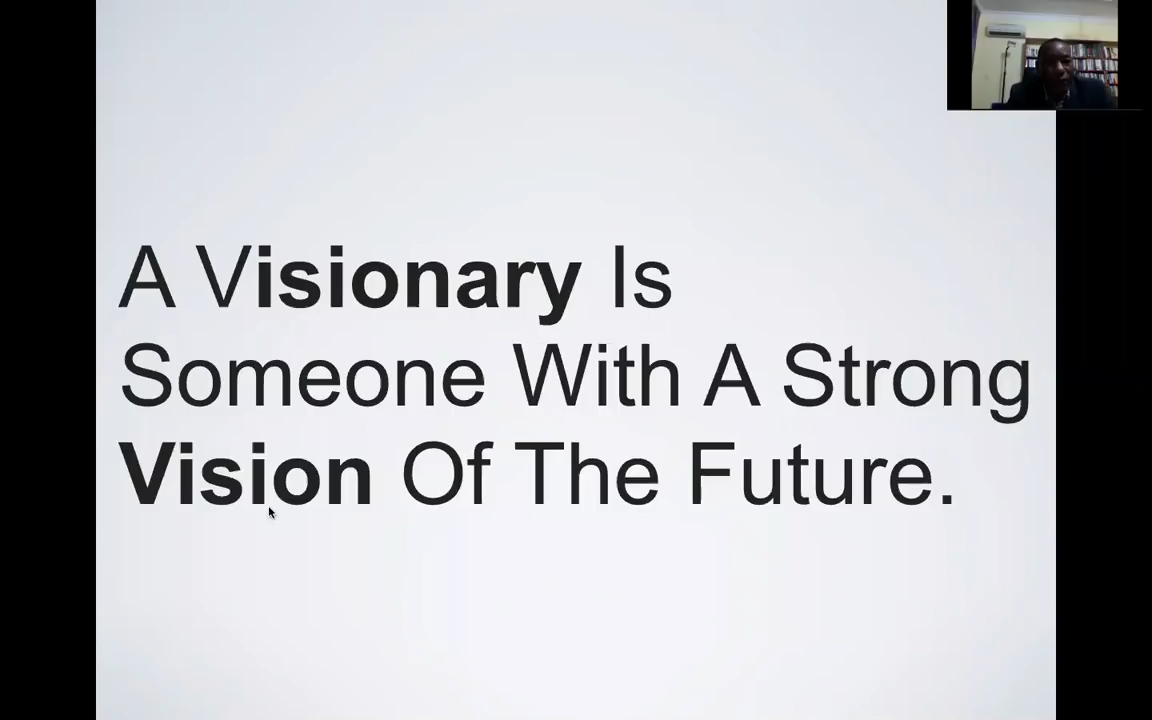 A Visionary Is
Someone With A Strong
Vision Of The Future.